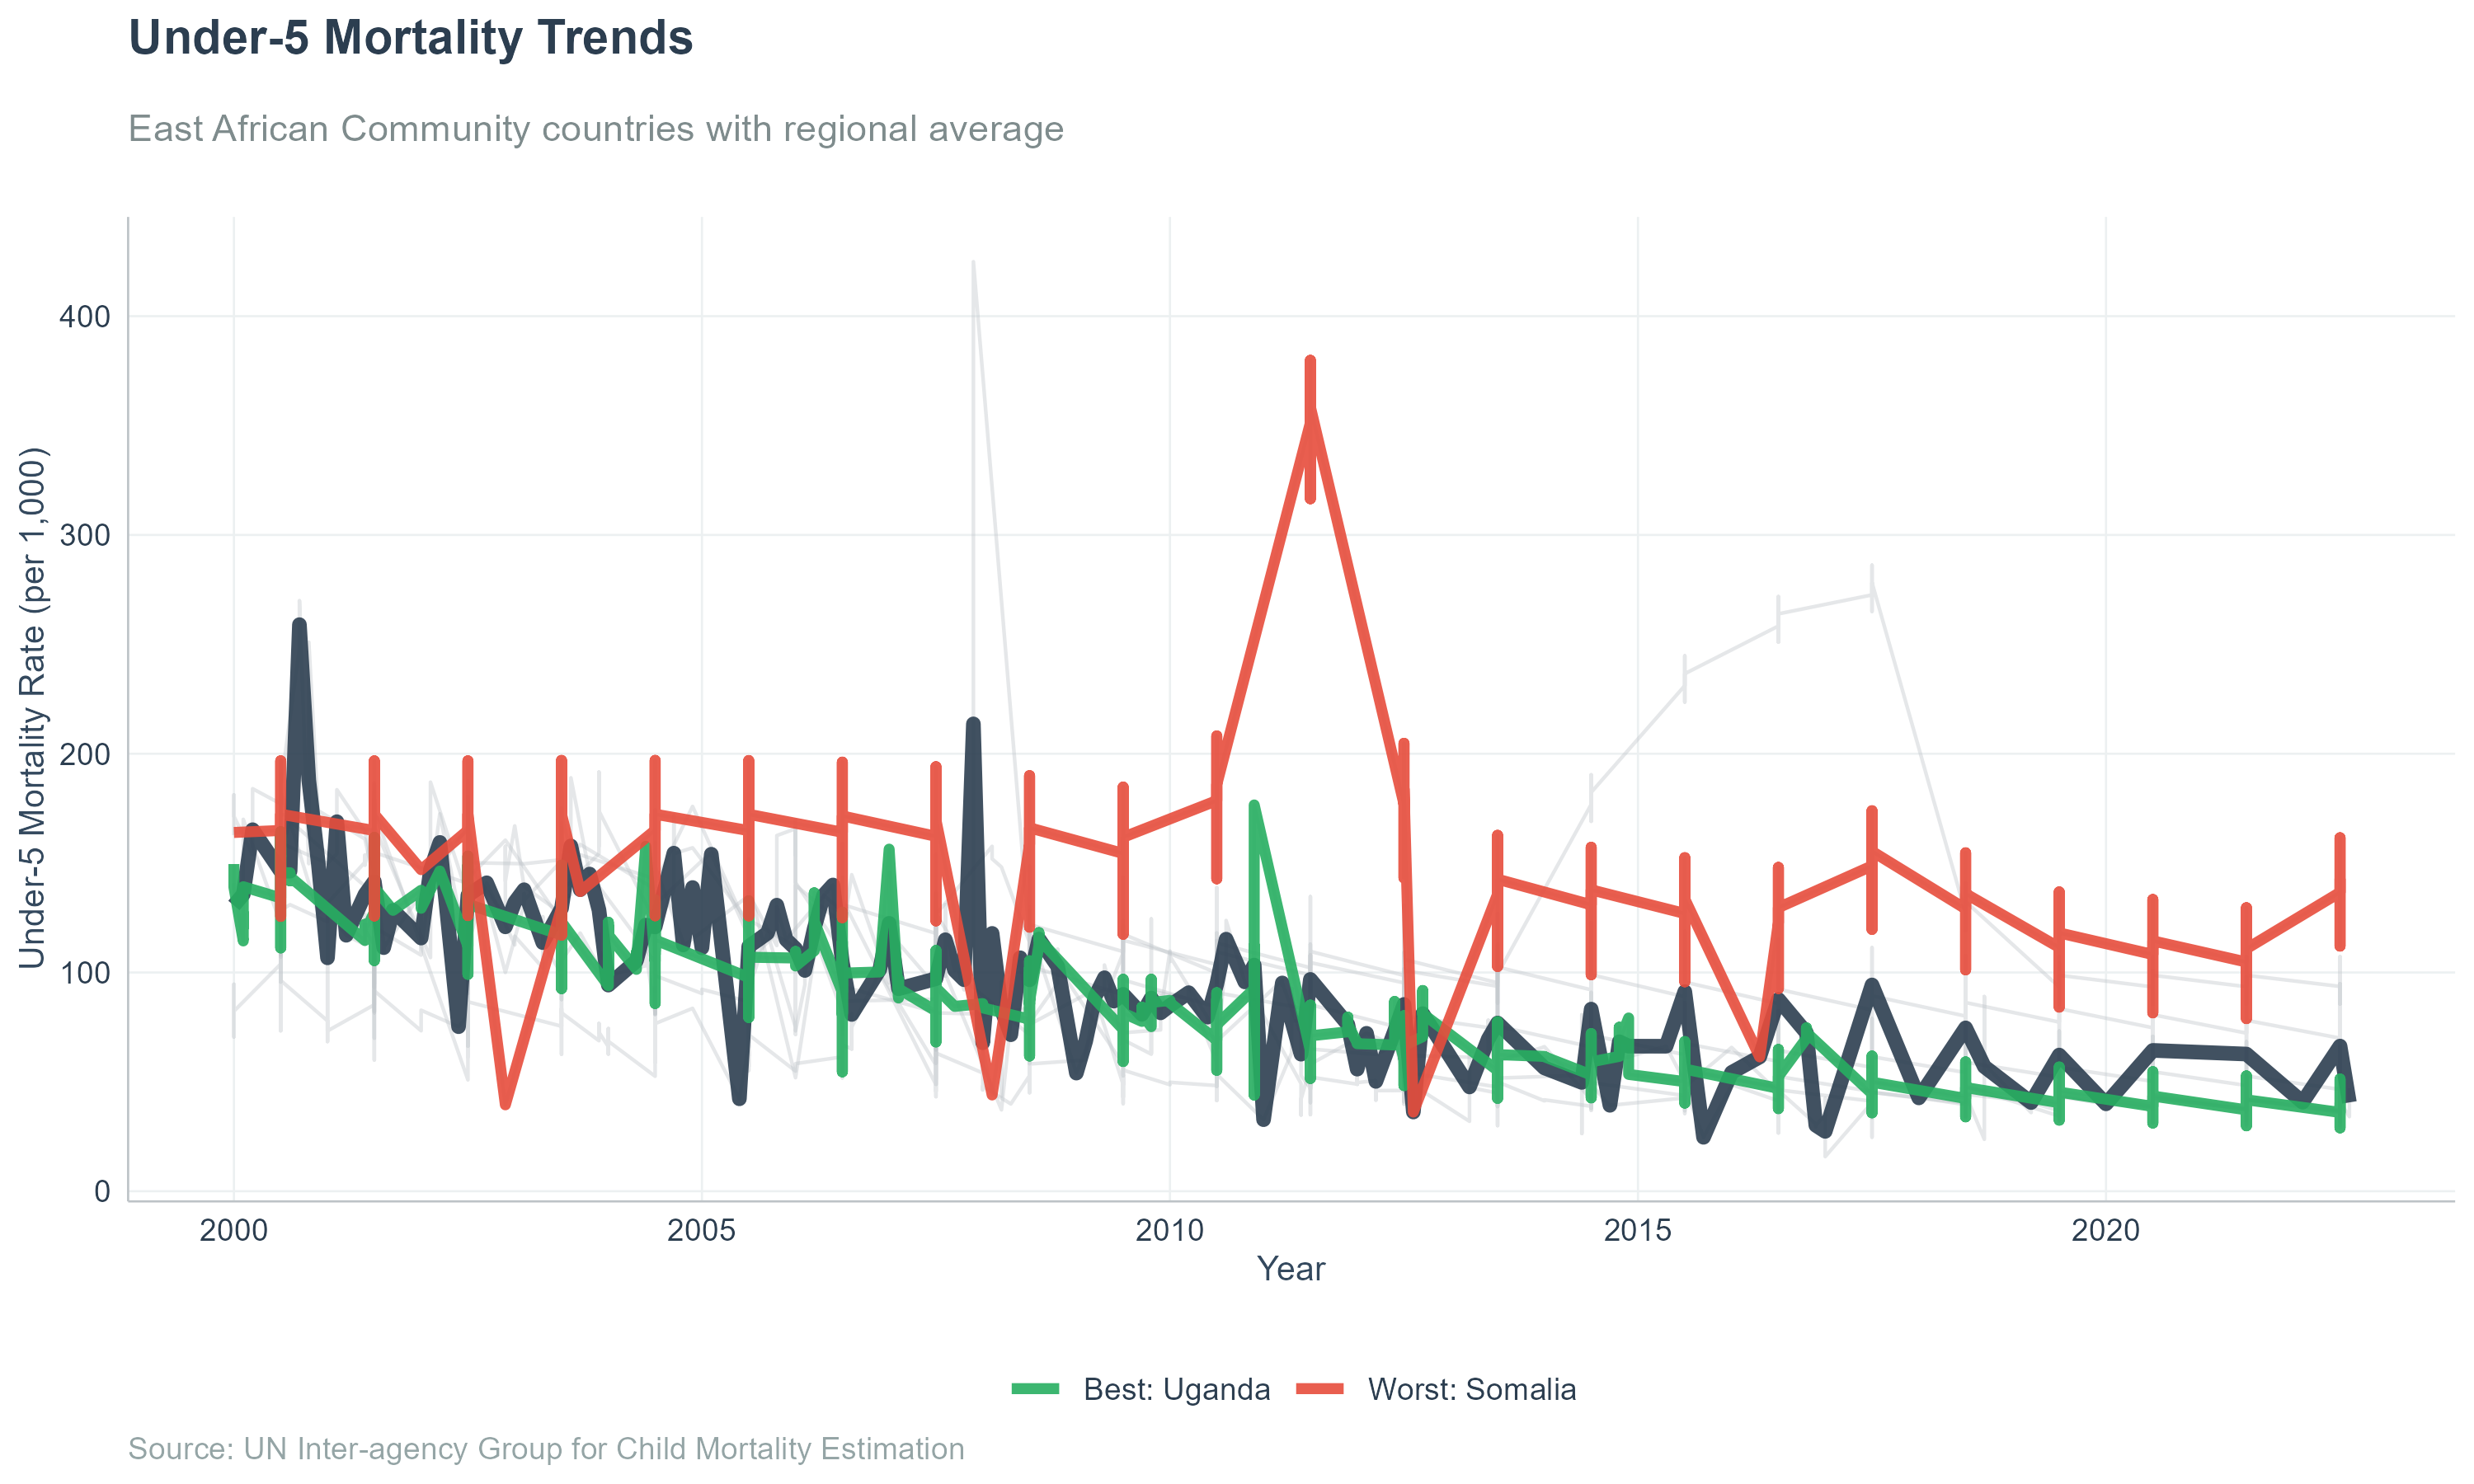 Under-5 Mortality Trends
East African Community countries with regional average
Under-5 Mortality Rate (per 1,000)
400
300
200
100
0
2000 2005 2010 2015 2020
Year
Best: Uganda Worst: Somalia
Source: UN Inter-agency Group for Child Mortality Estimation